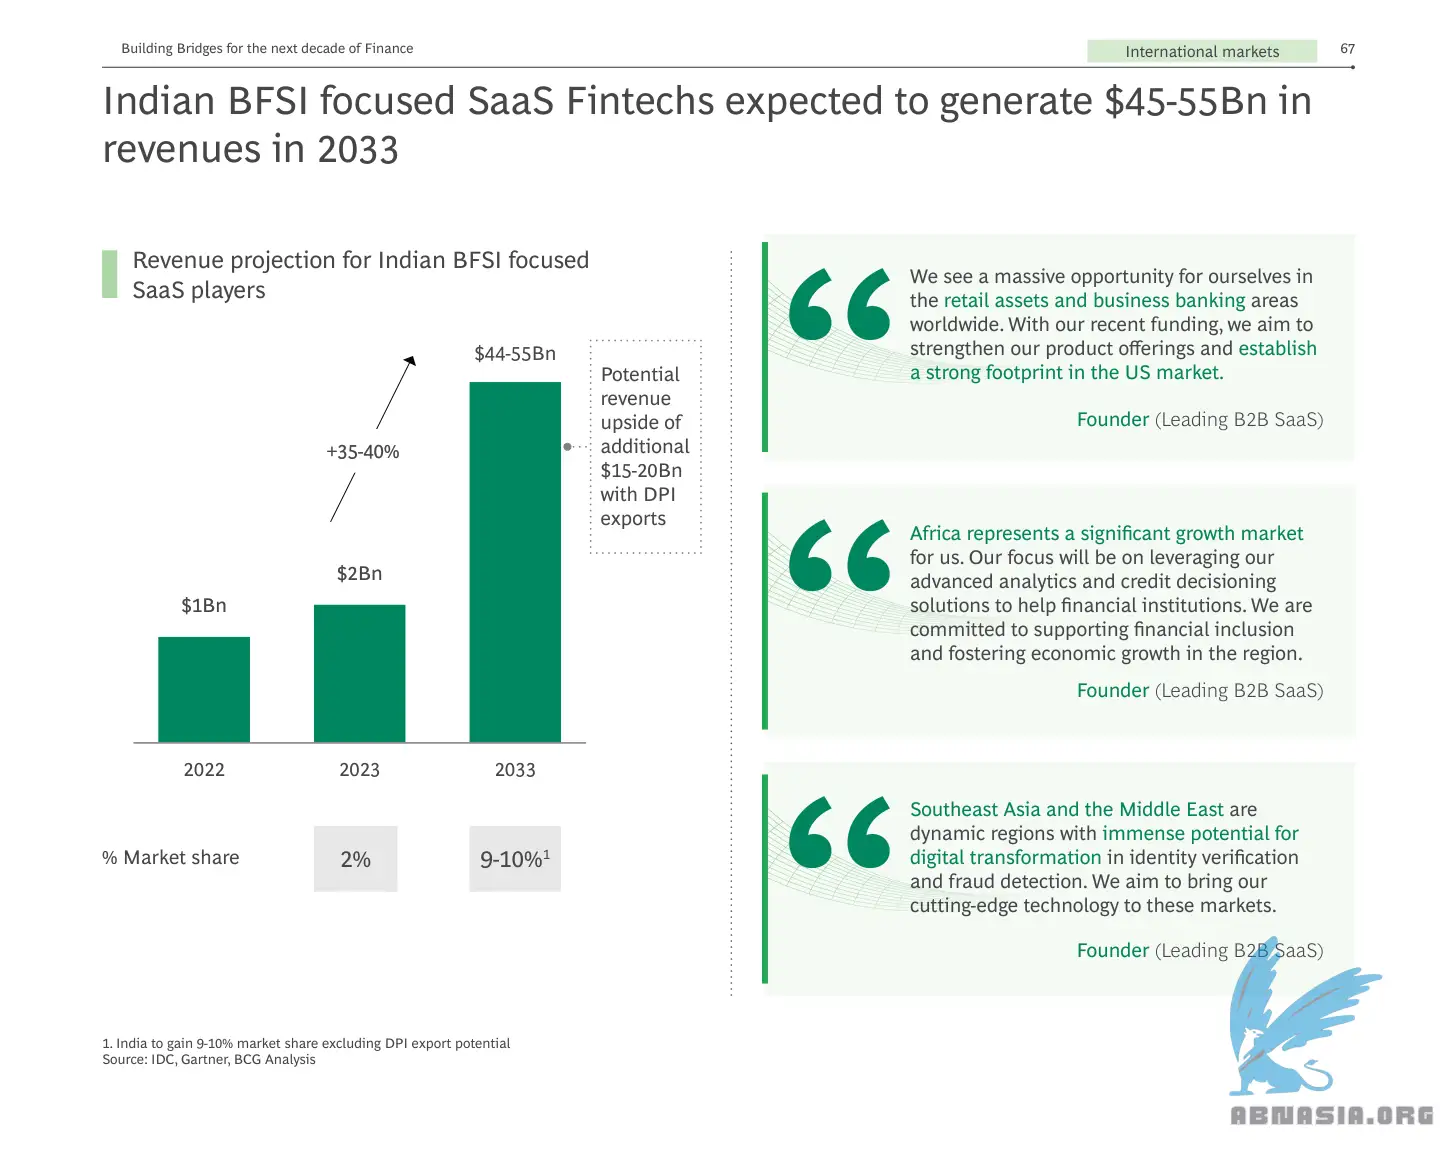 Building Bridges for the next decade of Finance
International markets
67
Indian BFSI focused SaaS Fintechs expected to generate $45-55Bn in
revenues in 2033
Revenue projection for Indian BFSI focused
SaaS players
$44-55Bn
+35-40%
$2Bn
$1Bn
Potential
revenue
upside of
additional
$15-20Bn
with DPI
exports
2022
2023
2033
% Market share
2%
9-10%¹
We see a massive opportunity for ourselves in
the retail assets and business banking areas
worldwide. With our recent funding, we aim to
strengthen our product offerings and establish
a strong footprint in the US market.
Founder (Leading B2B SaaS)
Africa represents a significant growth market
for us. Our focus will be on leveraging our
advanced analytics and credit decisioning
solutions to help financial institutions. We are
committed to supporting financial inclusion
and fostering economic growth in the region.
Founder (Leading B2B SaaS)
Southeast Asia and the Middle East are
dynamic regions with immense potential for
digital transformation in identity verification
and fraud detection. We aim to bring our
cutting-edge technology to these markets.
Founder (Leading B2B SaaS)
1. India to gain 9-10% market share excluding DPI export potential
Source: IDC, Gartner, BCG Analysis
ABNASIA.ORG